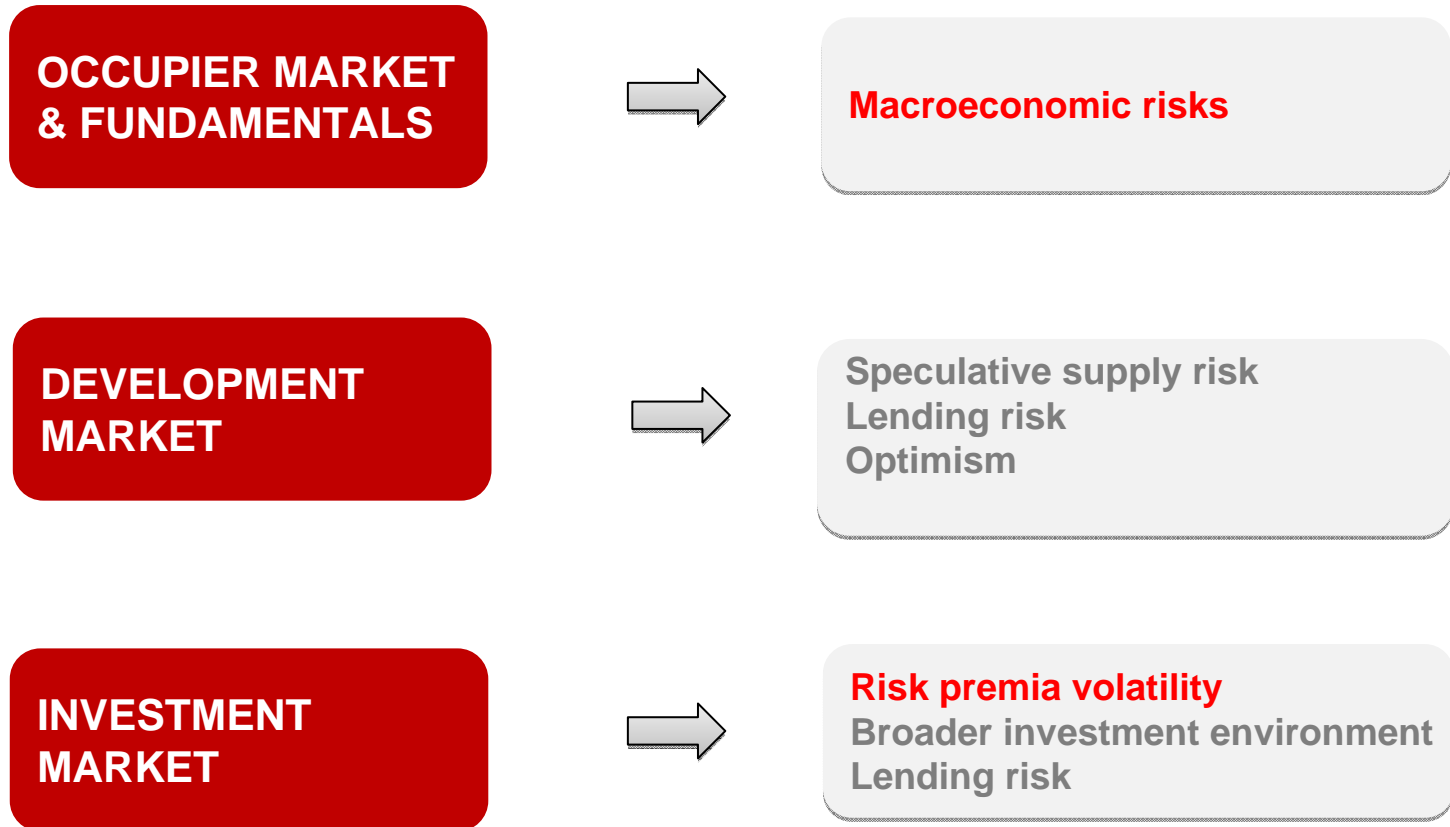 OCCUPIER MARKET
& FUNDAMENTALS
Macroeconomic risks
DEVELOPMENT
MARKET
Speculative supply risk
Lending risk
Optimism
INVESTMENT
MARKET
Risk premia volatility
Broader investment environment
Lending risk